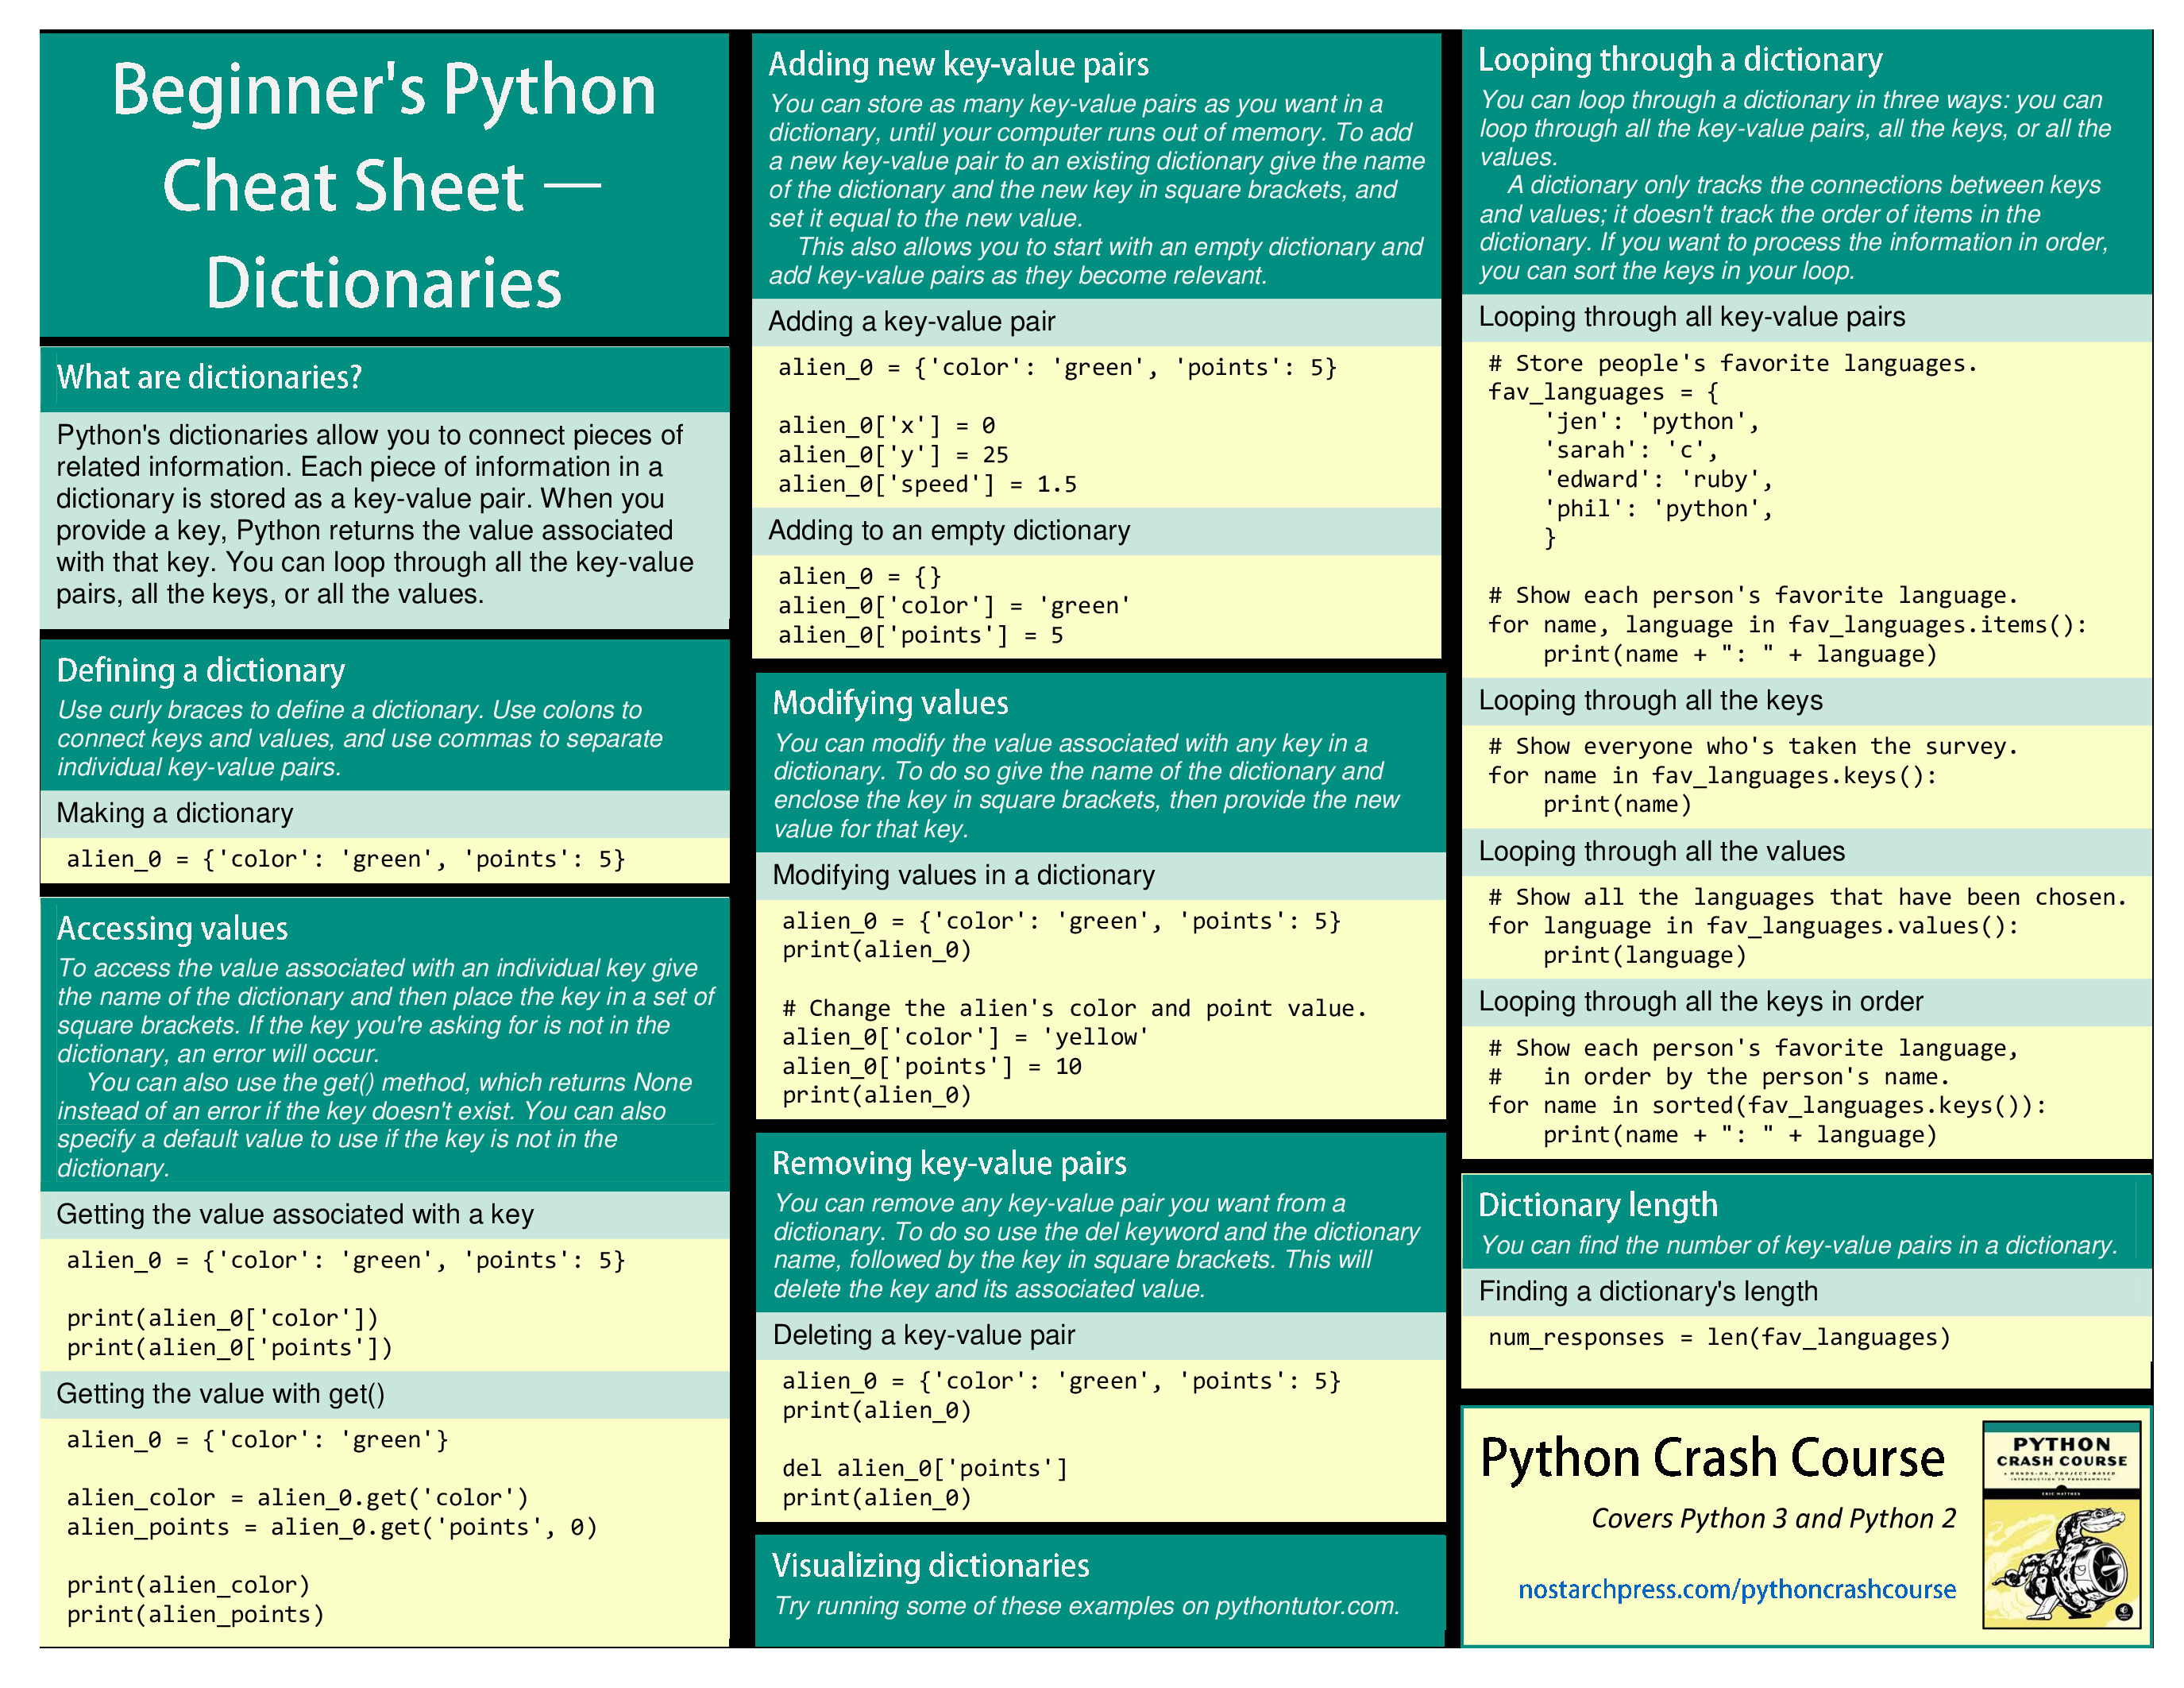 Beginner's Python
Cheat Sheet —
Dictionaries
What are dictionaries?
Python's dictionaries allow you to connect pieces of
related information. Each piece of information in a
dictionary is stored as a key-value pair. When you
provide a key, Python returns the value associated
with that key. You can loop through all the key-value
pairs, all the keys, or all the values.
Defining a dictionary
Use curly braces to define a dictionary. Use colons to
connect keys and values, and use commas to separate
individual key-value pairs.
Making a dictionary
alien_0 = {'color': 'green', 'points': 5}
Accessing values
To access the value associated with an individual key give
the name of the dictionary and then place the key in a set of
square brackets. If the key you're asking for is not in the
dictionary, an error will occur.
You can also use the get() method, which returns None
instead of an error if the key doesn't exist. You can also
specify a default value to use if the key is not in the
dictionary.
Getting the value associated with a key
alien_0 = {'color': 'green', 'points': 5}
print(alien_0['color'])
print(alien_0['points'])
Getting the value with get()
alien_0 = {'color': 'green'}
alien_color = alien_0.get('color')
alien_points = alien_0.get('points', 0)
print(alien_color)
print(alien_points)
Adding new key-value pairs
You can store as many key-value pairs as you want in a
dictionary, until your computer runs out of memory. To add
a new key-value pair to an existing dictionary give the name
of the dictionary and the new key in square brackets, and
set it equal to the new value.
This also allows you to start with an empty dictionary and
add key-value pairs as they become relevant.
Adding a key-value pair
alien_0 = {'color': 'green', 'points': 5}
alien_0['x'] = 0
alien_0['y'] = 25
alien_0['speed'] = 1.5
Adding to an empty dictionary
alien_0 = {}
alien_0['color'] = 'green'
alien_0['points'] = 5
Modifying values
You can modify the value associated with any key in a
dictionary. To do so give the name of the dictionary and
enclose the key in square brackets, then provide the new
value for that key.
Modifying values in a dictionary
alien_0 = {'color': 'green', 'points': 5}
print(alien_0)
# Change the alien's color and point value.
alien_0['color'] = 'yellow'
alien_0['points'] = 10
print(alien_0)
Removing key-value pairs
You can remove any key-value pair you want from a
dictionary. To do so use the del keyword and the dictionary
name, followed by the key in square brackets. This will
delete the key and its associated value.
Deleting a key-value pair
alien_0 = {'color': 'green', 'points': 5}
print(alien_0)
del alien_0['points']
print(alien_0)
Visualizing dictionaries
Try running some of these examples on pythontutor.com.
Looping through a dictionary
You can loop through a dictionary in three ways: you can
loop through all the key-value pairs, all the keys, or all the
values.
A dictionary only tracks the connections between keys
and values; it doesn't track the order of items in the
dictionary. If you want to process the information in order,
you can sort the keys in your loop.
Looping through all key-value pairs
# Store people's favorite languages.
fav_languages = {
'jen': 'python',
'sarah': 'c',
'edward': 'ruby',
'phil': 'python',
}
# Show each person's favorite language.
for name, language in fav_languages.items():
print(name + ": " + language)
Looping through all the keys
# Show everyone who's taken the survey.
for name in fav_languages.keys():
print(name)
Looping through all the values
# Show all the languages that have been chosen.
for language in fav_languages.values():
print(language)
Looping through all the keys in order
# Show each person's favorite language,
#   in order by the person's name.
for name in sorted(fav_languages.keys()):
print(name + ": " + language)
Dictionary length
You can find the number of key-value pairs in a dictionary.
Finding a dictionary's length
num_responses = len(fav_languages)
Python Crash Course
Covers Python 3 and Python 2
nostarchpress.com/pythoncrashcourse
PYTHON
CRASH COURSE
A HANDS-ON, PROJECT-BASED
INTRODUCTION TO PROGRAMMING
ERIC MATTHES